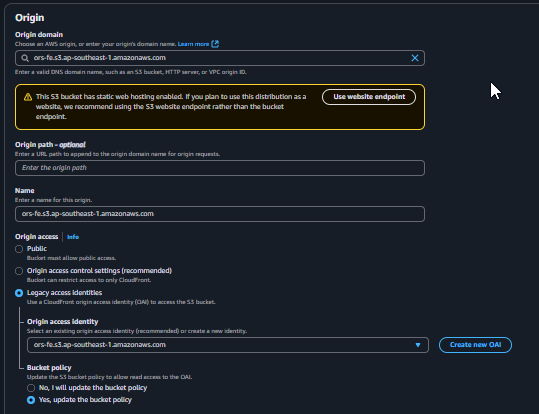 Origin
Origin domain
Choose an AWS origin, or enter your origin's domain name. Learn more
ors-fe.s3.ap-southeast-1.amazonaws.com
Enter a valid DNS domain name, such as an S3 bucket, HTTP server, or VPC origin ID.
This S3 bucket has static web hosting enabled. If you plan to use this distribution as a
website, we recommend using the S3 website endpoint rather than the bucket
endpoint.
Use website endpoint
Origin path - optional
Enter a URL path to append to the origin domain name for origin requests.
Enter the origin path
Name
Enter a name for this origin.
ors-fe.s3.ap-southeast-1.amazonaws.com
Origin access Info
Public
Bucket must allow public access.
Origin access control settings (recommended)
Bucket can restrict access to only CloudFront.
Legacy access identities
Use a CloudFront origin access identity (OAI) to access the S3 bucket.
Origin access identity
Select an existing origin access identity (recommended) or create a new identity.
ors-fe.s3.ap-southeast-1.amazonaws.com
Create new OAI
Bucket policy
Update the S3 bucket policy to allow read access to the OAI.
No, I will update the bucket policy
Yes, update the bucket policy